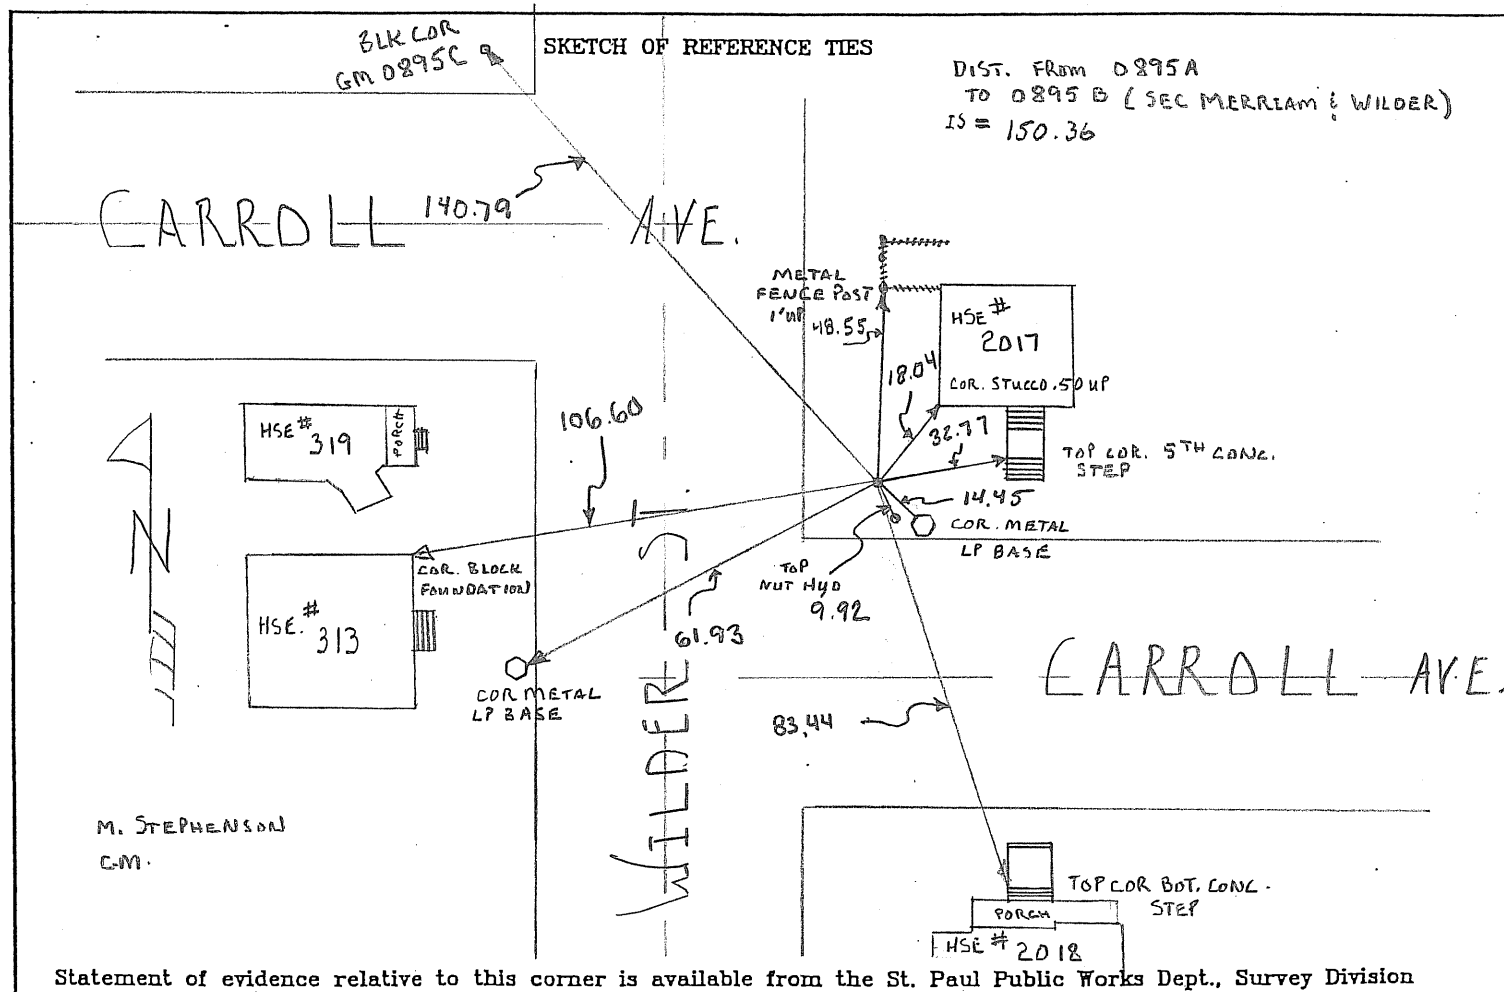 BLK COR
GM 0895C
SKETCH OF REFERENCE TIES
DIST. FROM 0895A
TO 0895 B (SEC MERRIAM & WILDER)
IS = 150.36
140.79
CARROLL AVE.
METAL
FENCE POST
1' UP
48.55
HSE #
2017
18.04
COR. STUCCO .50 UP
32.77
TOP COR. 5TH CONC.
STEP
HSE #
319
PORCH
106.60
14.45
COR. METAL
LP BASE
N
COR. BLOCK
FOUNDATION
TOP
NUT HYD
9.92
HSE. #
313
61.93
COR METAL
LP BASE
WILDER ST
CARROLL AVE.
83.44
M. STEPHENSON
C.M.
TOP COR BOT. CONC.
STEP
PORCH
HSE # 2018
Statement of evidence relative to this corner is available from the St. Paul Public Works Dept., Survey Division